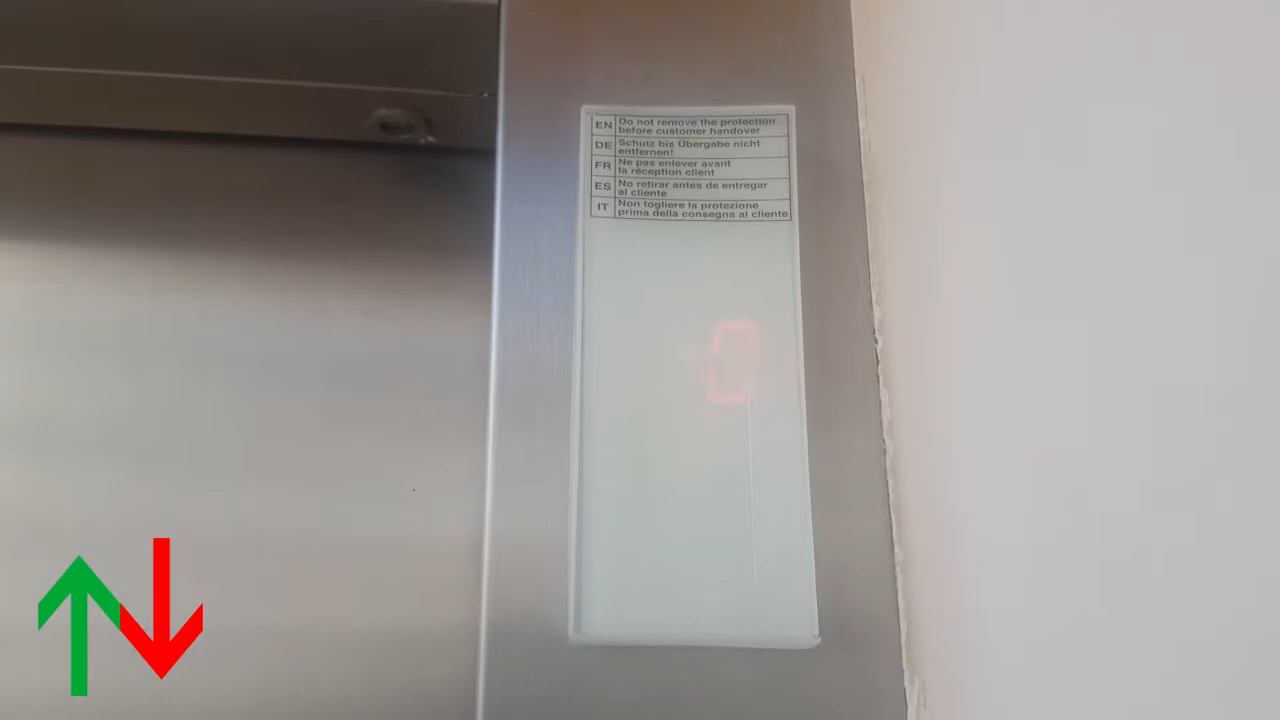 EN Do not remove the protection
before customer handover
DE Schutz bis Übergabe nicht
entfernen!
FR Ne pas enlever avant
la réception client
ES No retirar antes de entregar
al cliente
IT Non togliere la protezione
prima della consegna al cliente
0